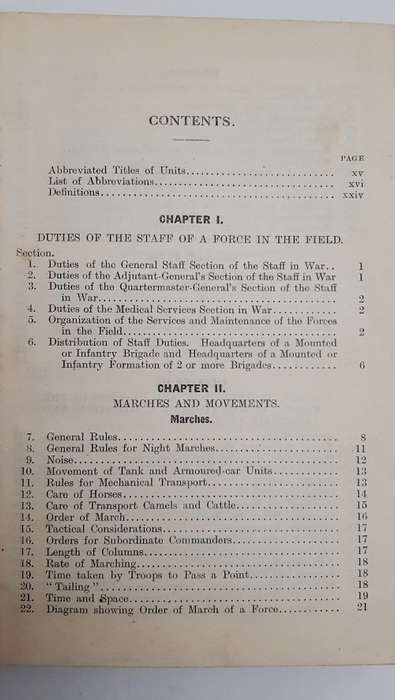 CONTENTS.
PAGE
Abbreviated Titles of Units........................... xv
List of Abbreviations................................. xvi
Definitions........................................... xxiv
CHAPTER I.
DUTIES OF THE STAFF OF A FORCE IN THE FIELD.
Section.
1. Duties of the General Staff Section of the Staff in War.. 1
2. Duties of the Adjutant-General's Section of the Staff in War 1
3. Duties of the Quartermaster-General's Section of the Staff
in War........................................ 2
4. Duties of the Medical Services Section in War............ 2
5. Organization of the Services and Maintenance of the Forces
in the Field.................................... 2
6. Distribution of Staff Duties. Headquarters of a Mounted
or Infantry Brigade and Headquarters of a Mounted or
Infantry Formation of 2 or more Brigades............ 6
CHAPTER II.
MARCHES AND MOVEMENTS.
Marches.
7. General Rules....................................... 8
8. General Rules for Night Marches..................... 11
9. Noise............................................... 12
10. Movement of Tank and Armoured-car Units............ 13
11. Rules for Mechanical Transport..................... 13
12. Care of Horses..................................... 14
13. Care of Transport Camels and Cattle................ 15
14. Order of March..................................... 16
15. Tactical Considerations............................ 17
16. Orders for Subordinate Commanders.................. 17
17. Length of Columns.................................. 17
18. Rate of Marching................................... 18
19. Time taken by Troops to Pass a Point............... 18
20. " Tailing "........................................ 18
21. Time and Space..................................... 19
22. Diagram showing Order of March of a Force............ 21